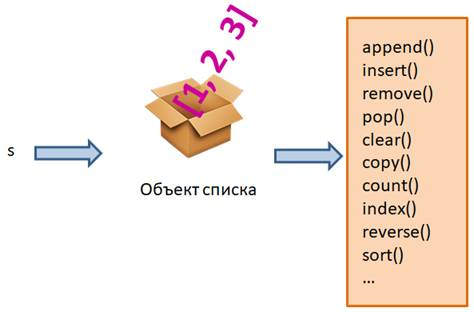 [1, 2, 3]
s
Объект списка
append()
insert()
remove()
pop()
clear()
copy()
count()
index()
reverse()
sort()
...